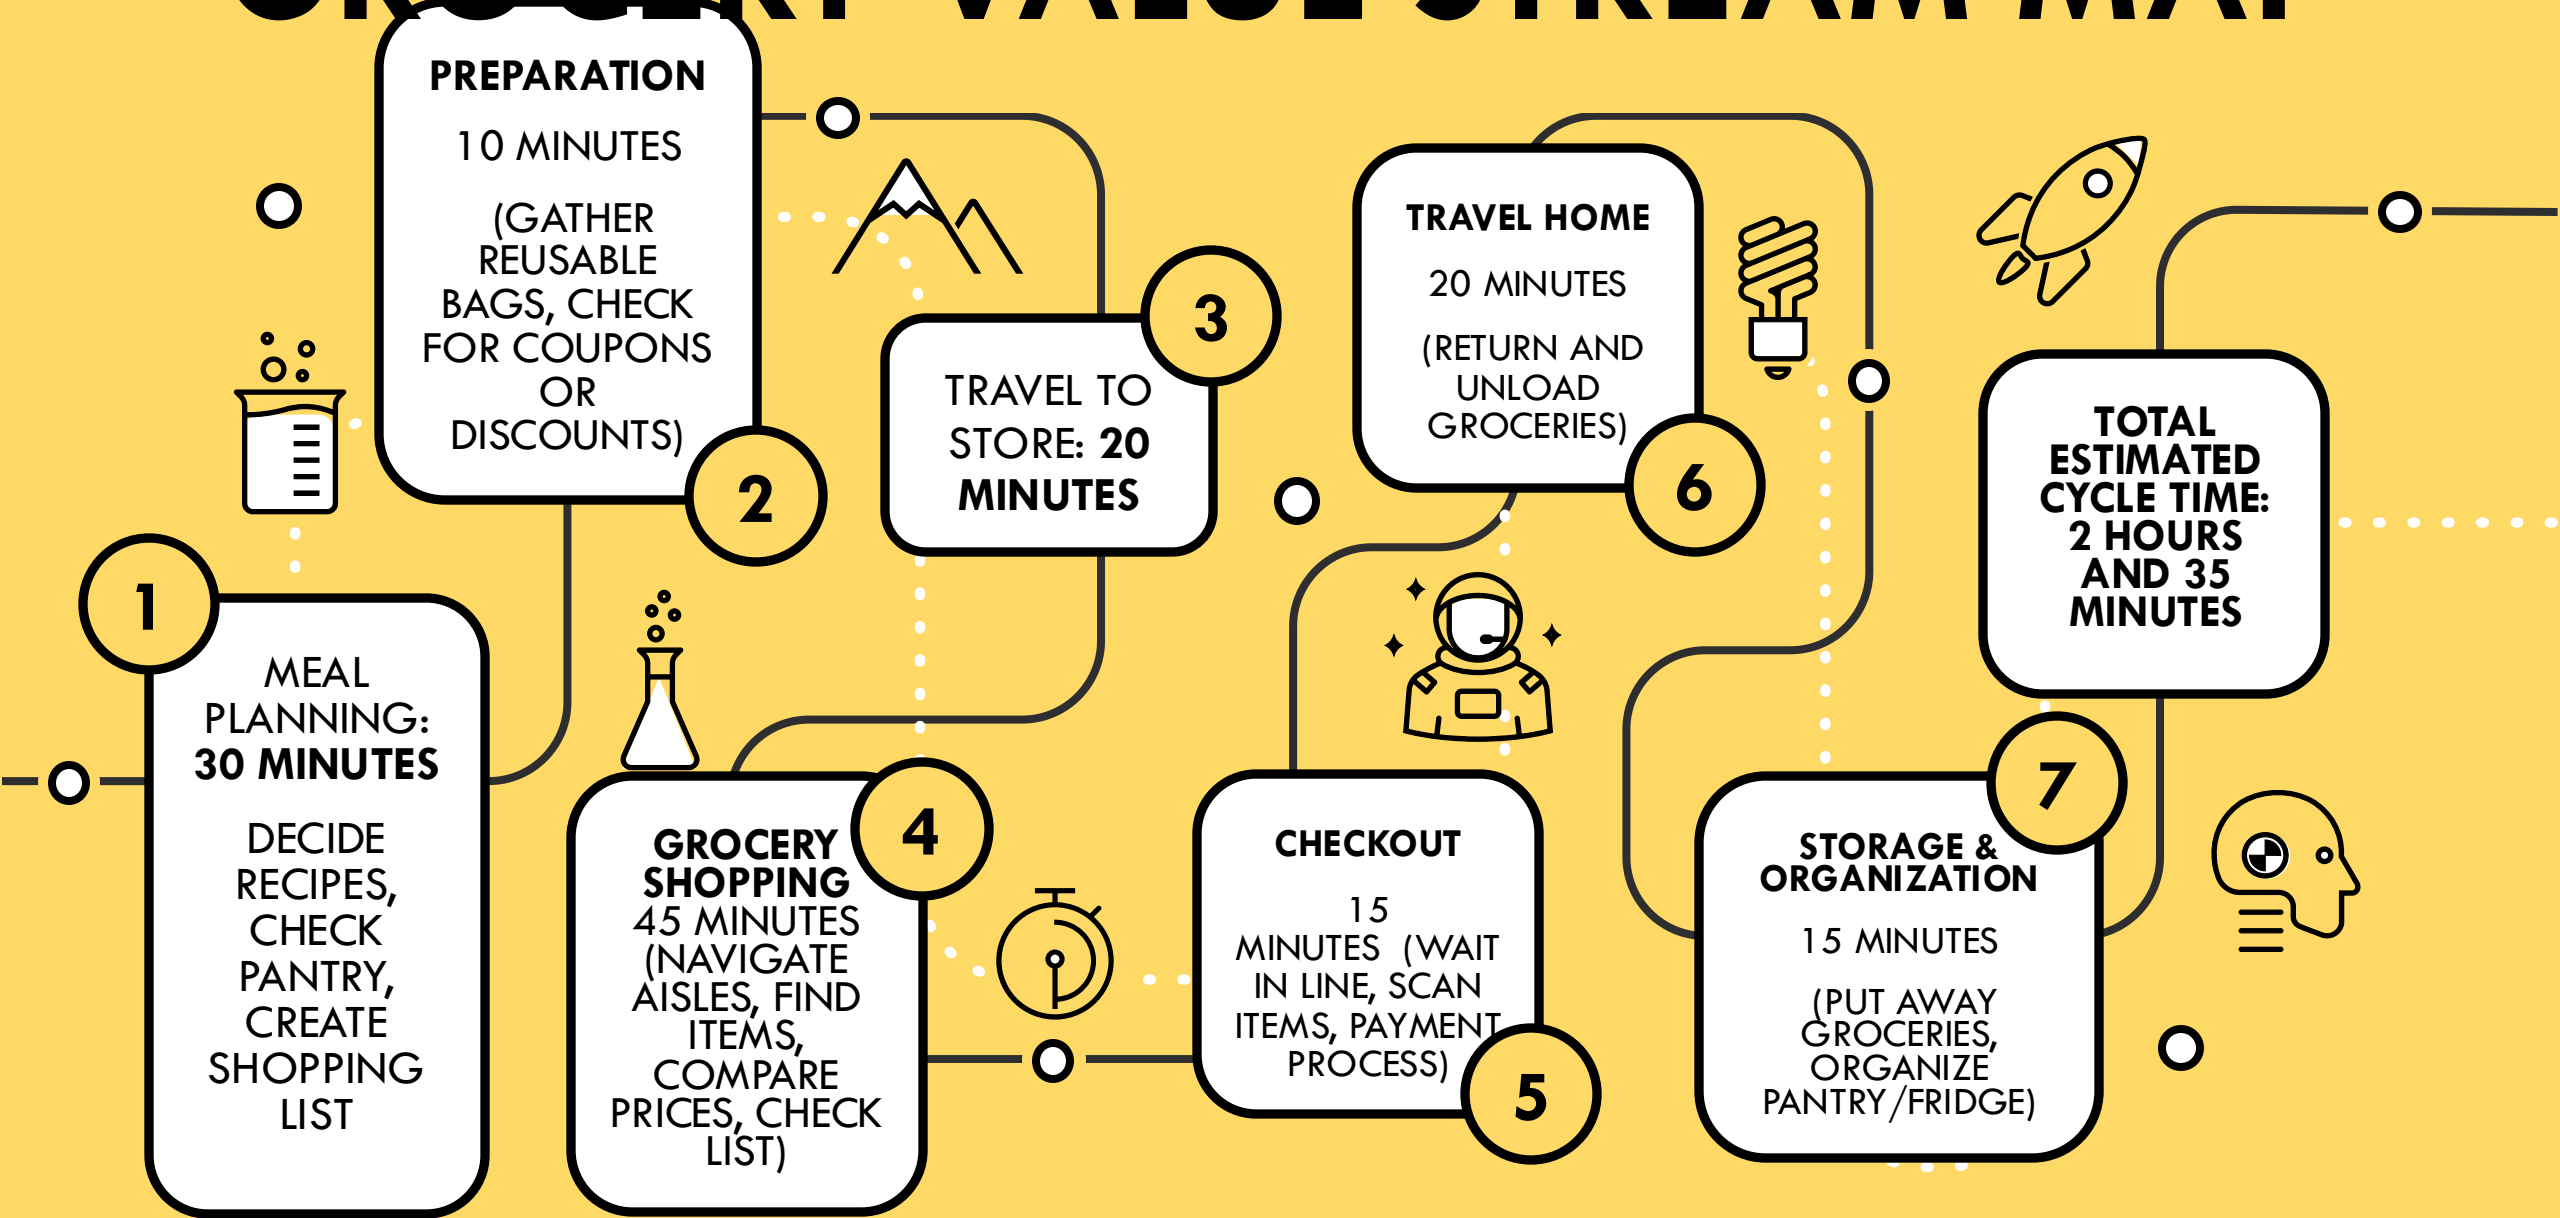 GROCERY VALUE STREAM MAP
1
MEAL
PLANNING:
30 MINUTES
DECIDE
RECIPES,
CHECK
PANTRY,
CREATE
SHOPPING
LIST
PREPARATION
10 MINUTES
(GATHER
REUSABLE
BAGS, CHECK
FOR COUPONS
OR
DISCOUNTS)
2
3
TRAVEL TO
STORE: 20
MINUTES
4
GROCERY
SHOPPING
45 MINUTES
(NAVIGATE
AISLES, FIND
ITEMS,
COMPARE
PRICES, CHECK
LIST)
CHECKOUT
15
MINUTES (WAIT
IN LINE, SCAN
ITEMS, PAYMENT
PROCESS)
5
TRAVEL HOME
20 MINUTES
(RETURN AND
UNLOAD
GROCERIES)
6
7
STORAGE &
ORGANIZATION
15 MINUTES
(PUT AWAY
GROCERIES,
ORGANIZE
PANTRY/FRIDGE)
TOTAL
ESTIMATED
CYCLE TIME:
2 HOURS
AND 35
MINUTES